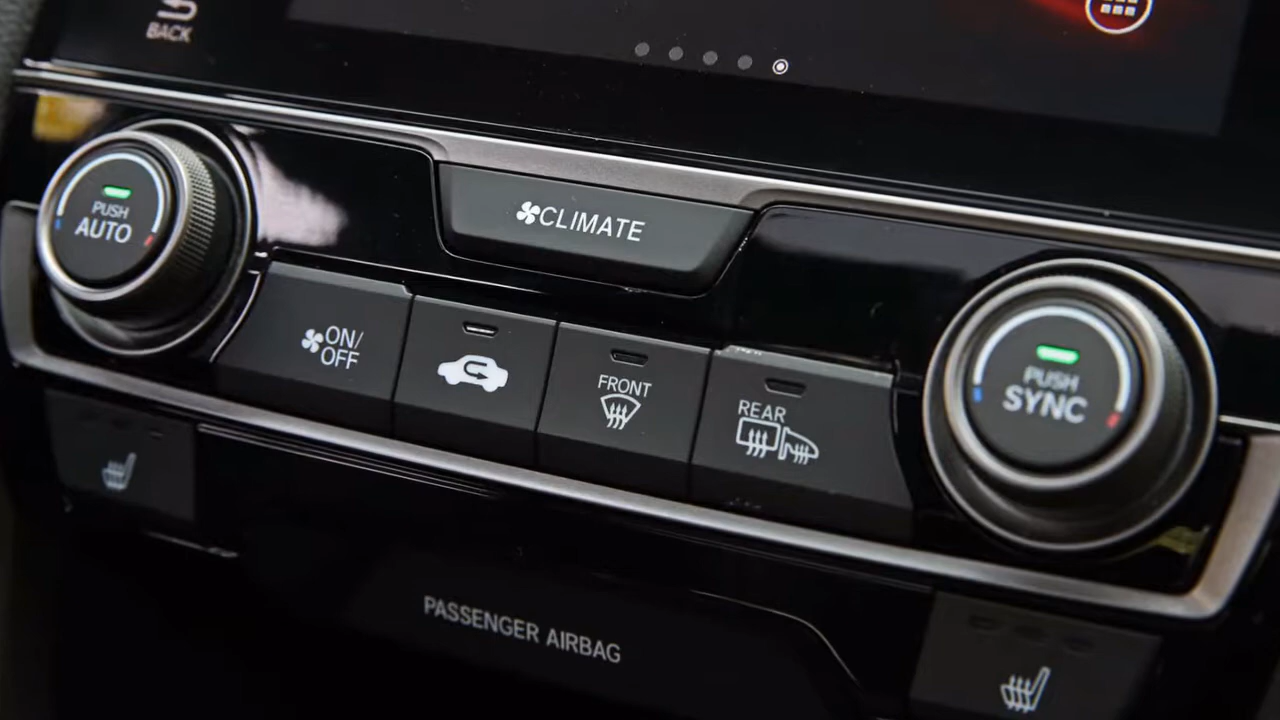 BACK
CLIMATE
PUSH
AUTO
ON/
OFF
FRONT
REAR
PUSH
SYNC
PASSENGER AIRBAG